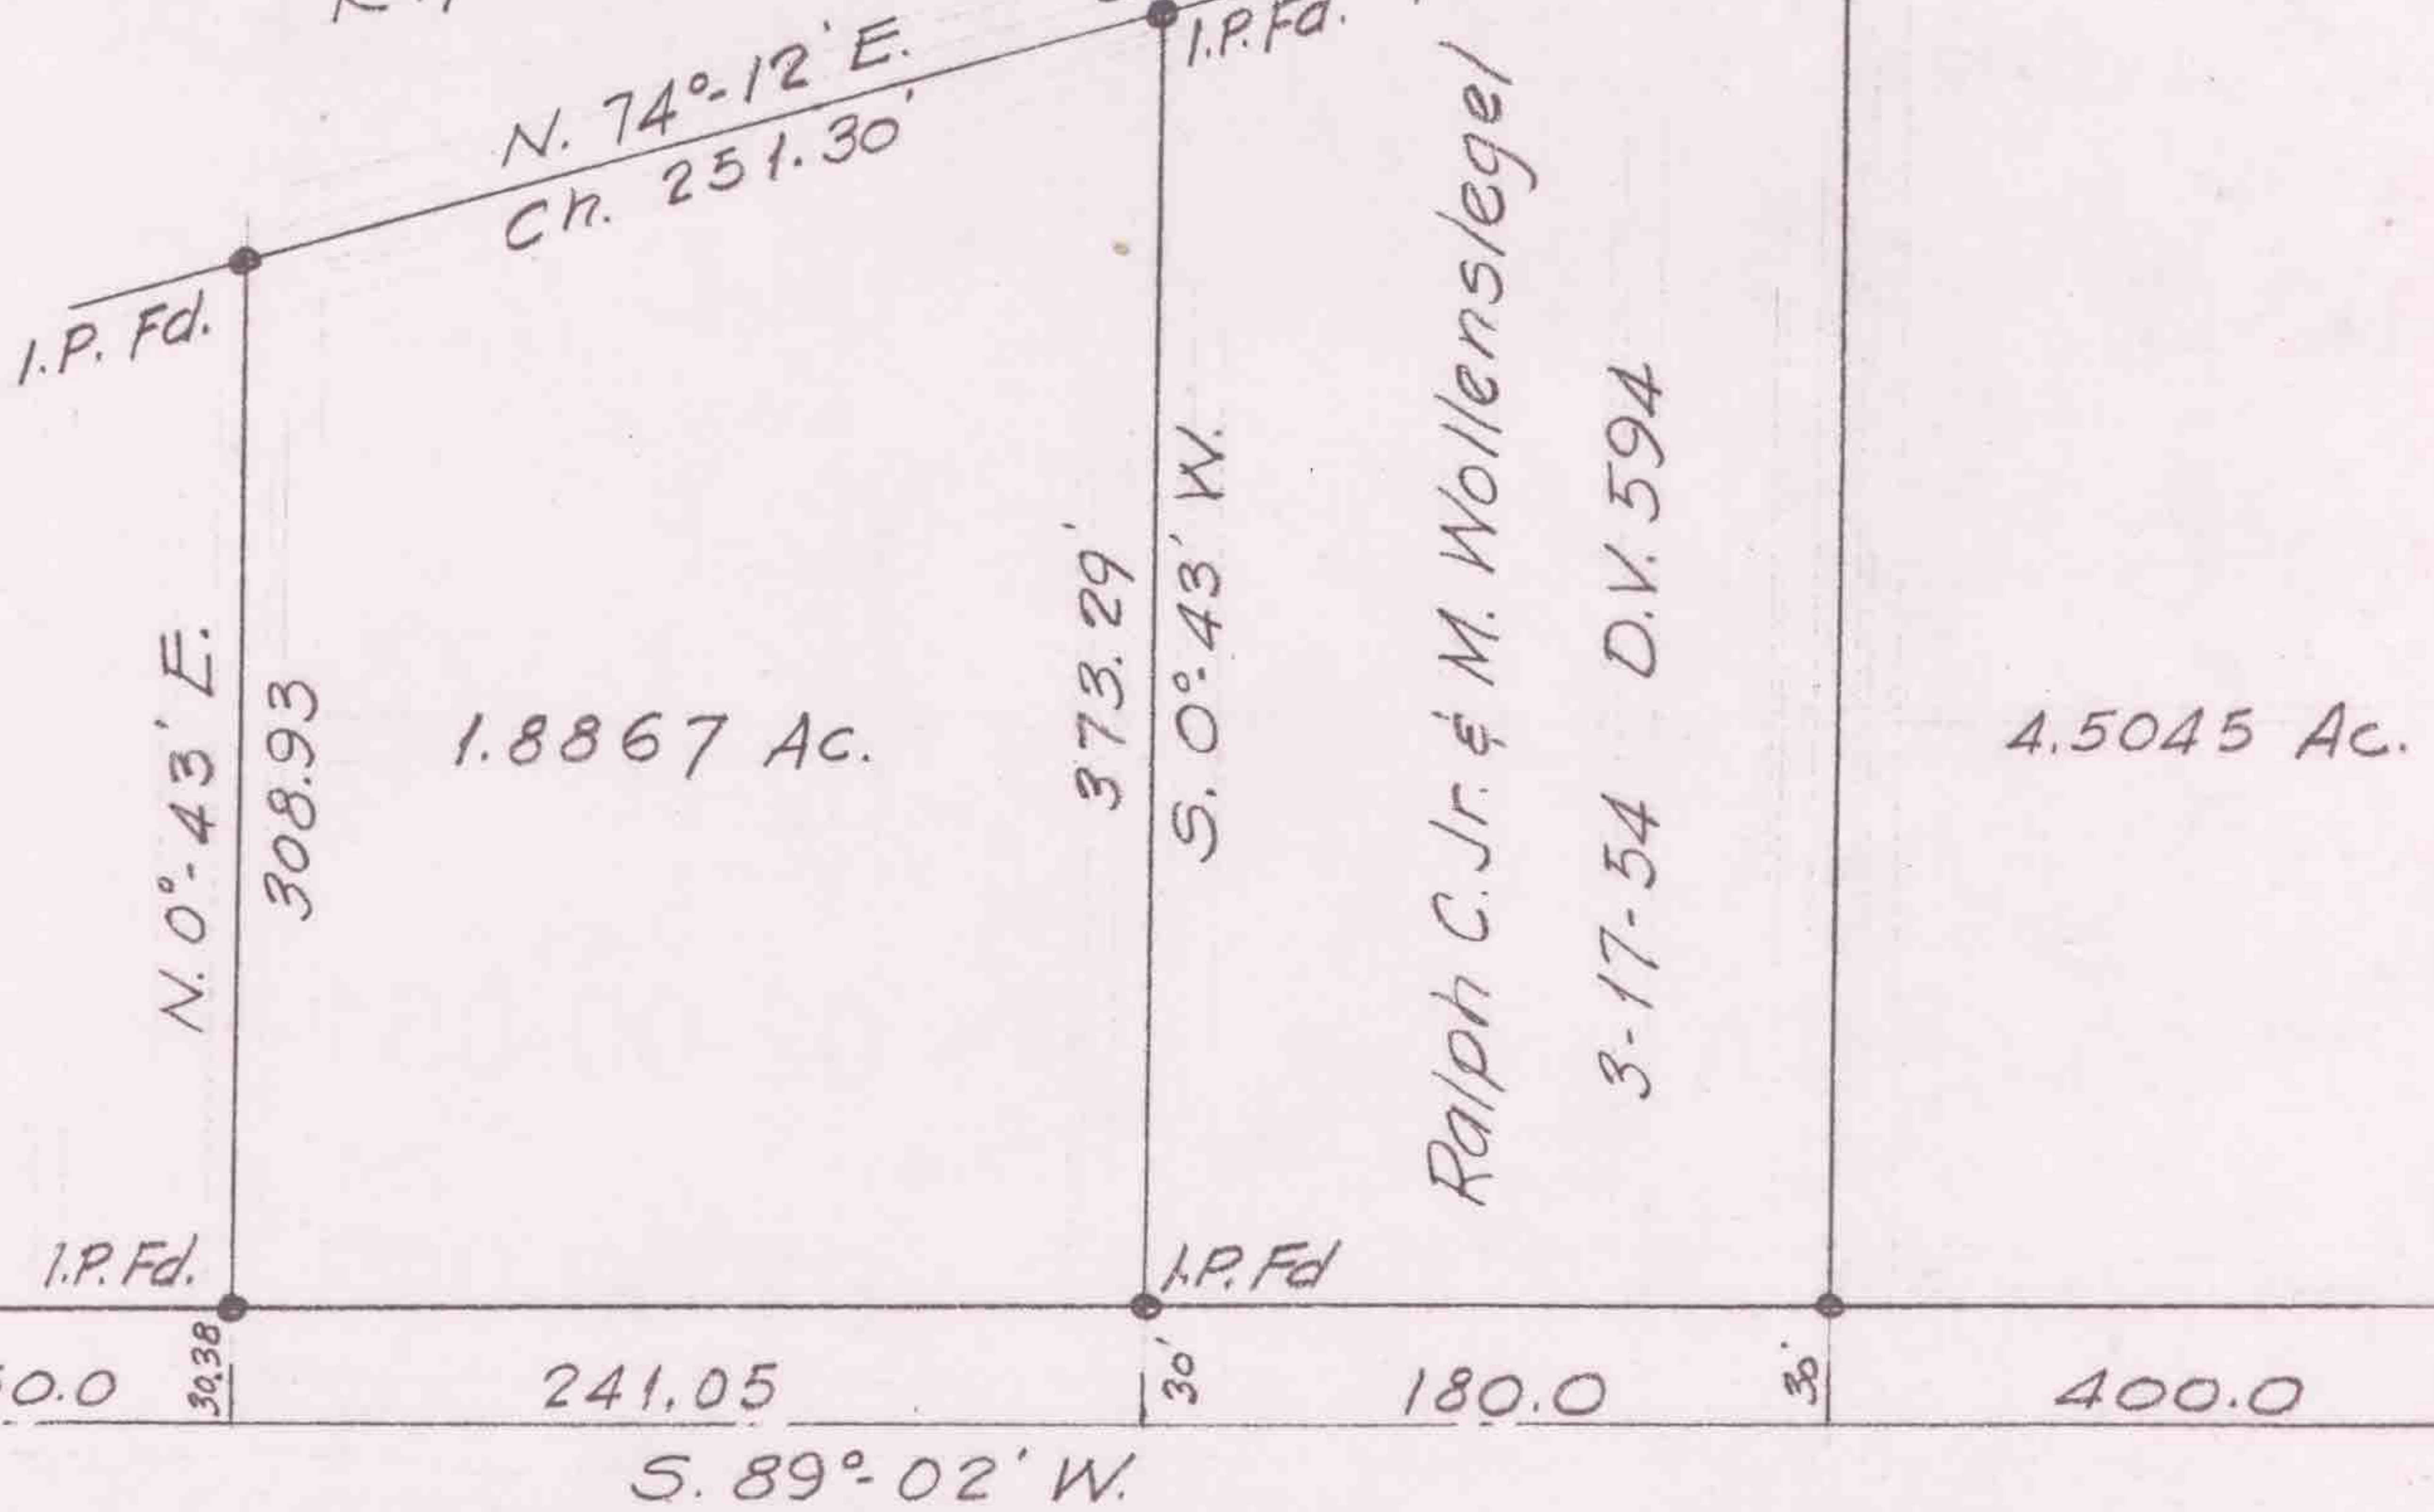 N. 74°-12' E.
Ch. 251.30'
I.P. Fd.
I.P. Fd.
N. 0°-43' E.
308.93
1.8867 Ac.
373.29'
S. 0°-43' W.
Ralph C. Jr. & M. Wollenslegel
3-17-54 D.V. 594
4.5045 Ac.
I.P. Fd.
I.P. Fd
0.0
30.38
241.05
30'
180.0
30'
400.0
S. 89°-02' W.